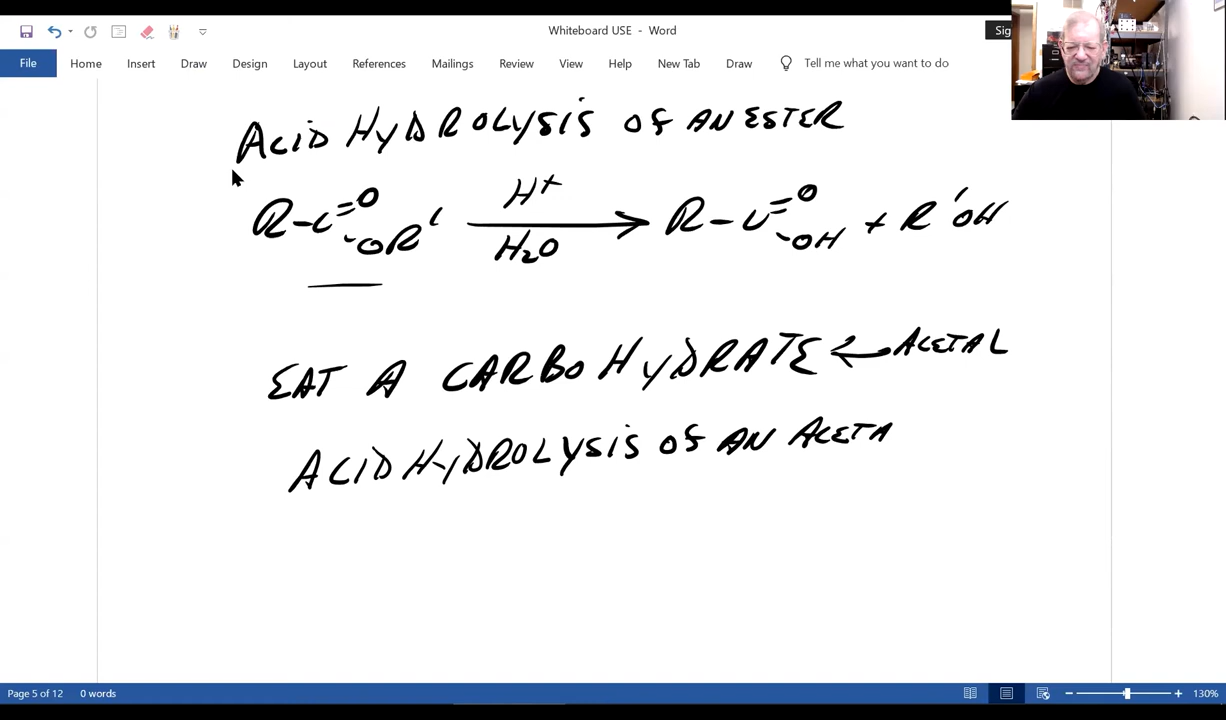 Whiteboard USE - Word
Sig
File Home Insert Draw Design Layout References Mailings Review View Help New Tab Draw Tell me what you want to do
ACiD HyDROLYSiS OF AN ESTER
R-C=O -OR' H+ H2O R-C=O -OH + R'OH
EAT A CARBOHyDRATE ← ACETAL
ACiD HyDROLYSiS OF AN ACETA
Page 5 of 12 0 words 130%